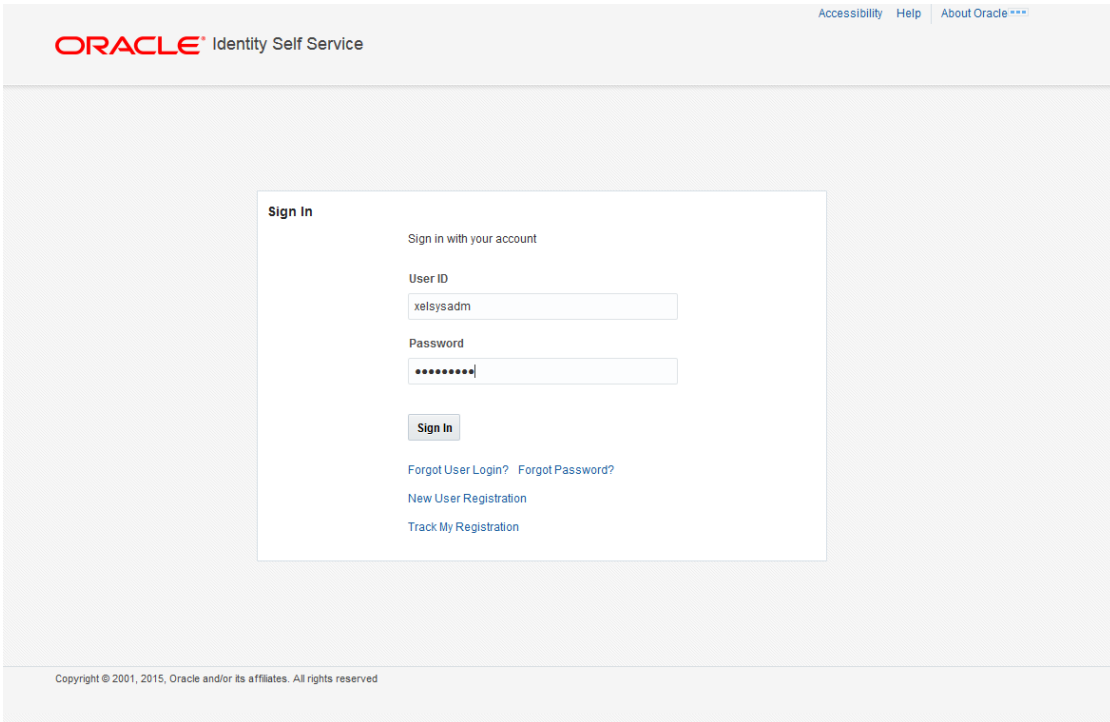 Accessibility Help About Oracle
ORACLE® Identity Self Service
Sign In
Sign in with your account
User ID
xelsysadm
Password
•••••••••
Sign In
Forgot User Login? Forgot Password?
New User Registration
Track My Registration
Copyright © 2001, 2015, Oracle and/or its affiliates. All rights reserved